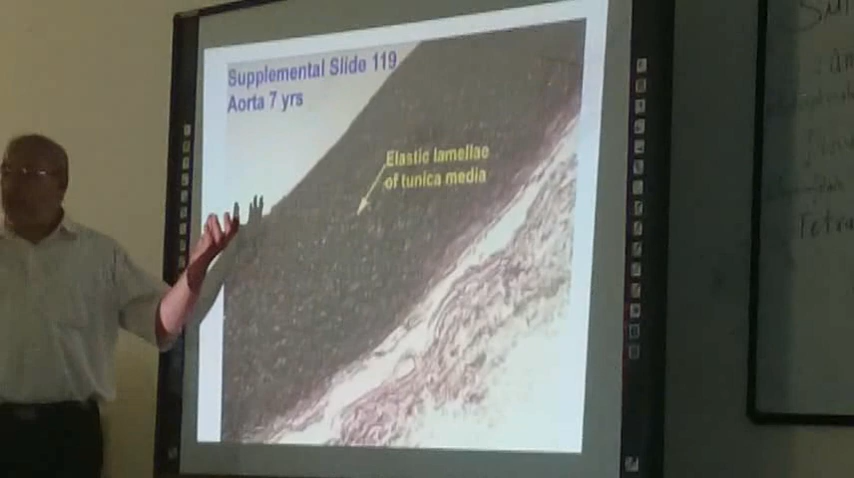 Supplemental Slide 119
Aorta 7 yrs
Elastic lamellae
of tunica media